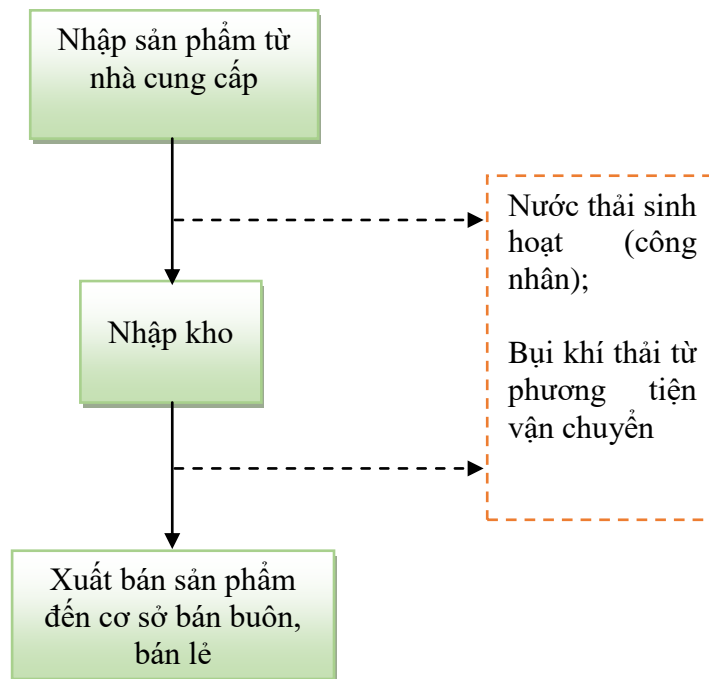 Nhập sản phẩm từ
nhà cung cấp
Nước thải sinh
hoạt (công
nhân);
Nhập kho
Bụi khí thải từ
phương tiện
vận chuyển
Xuất bán sản phẩm
đến cơ sở bán buôn,
bán lẻ